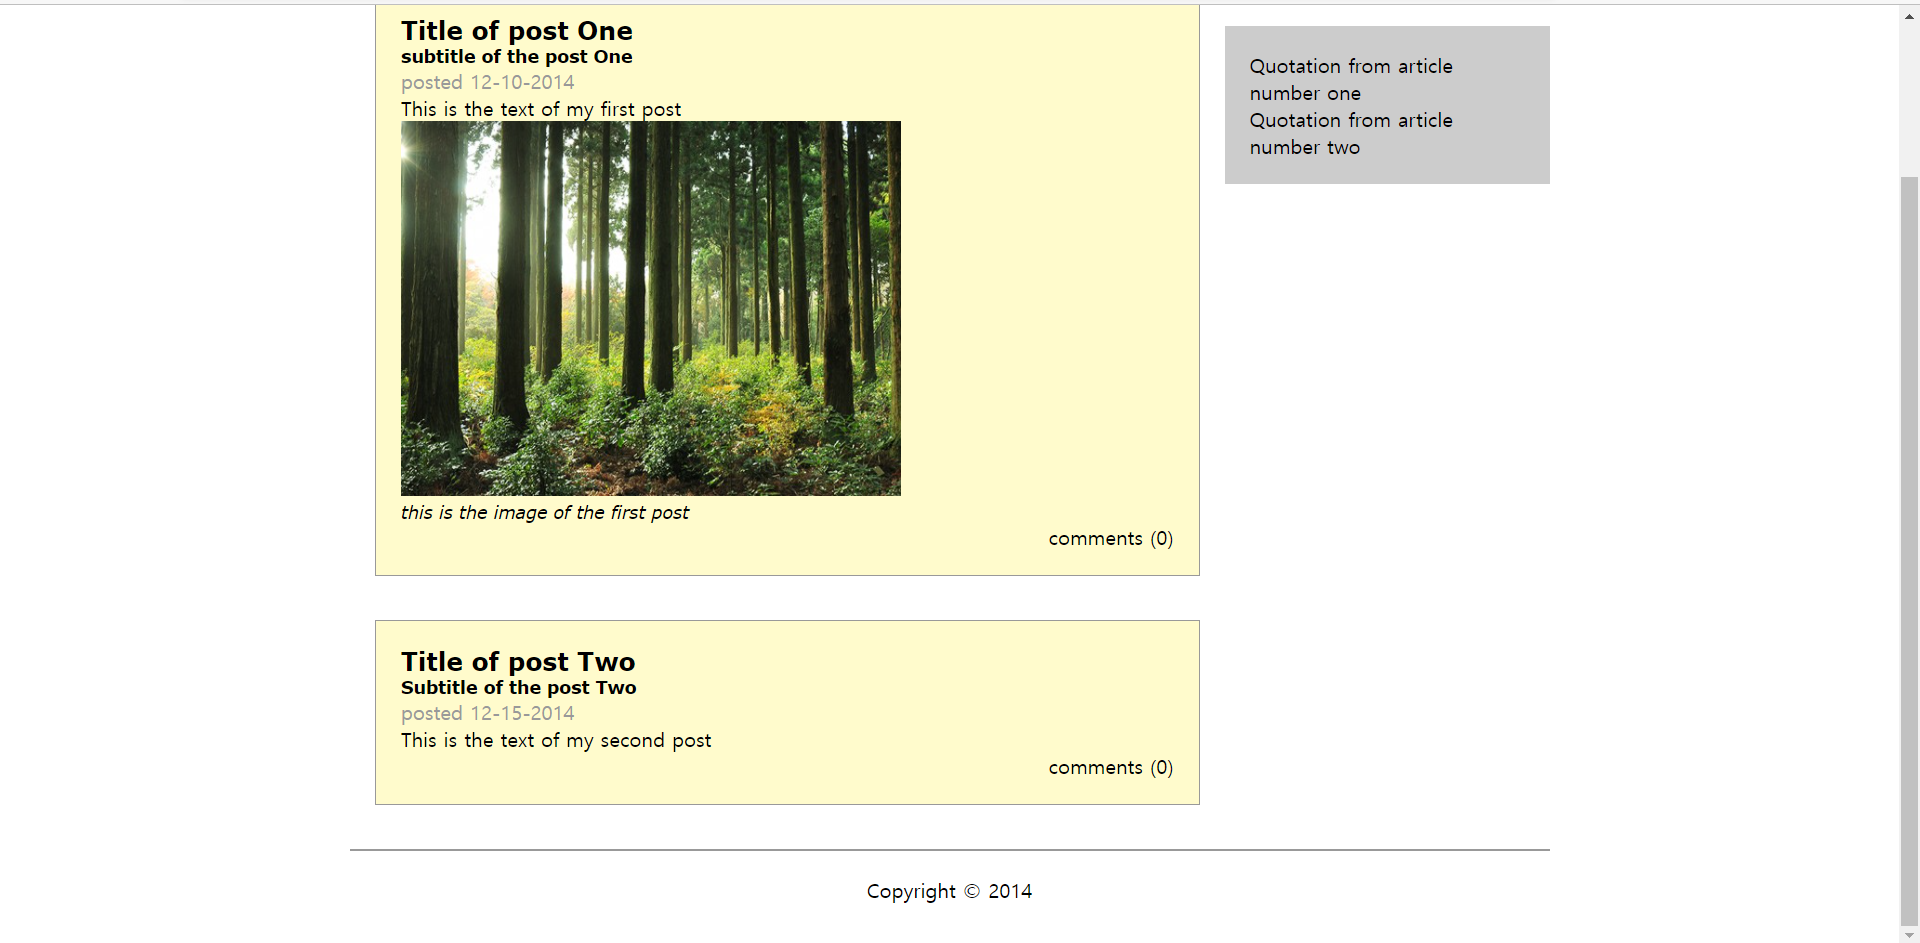 Title of post One
subtitle of the post One
posted 12-10-2014
This is the text of my first post
this is the image of the first post
comments (0)
Title of post Two
Subtitle of the post Two
posted 12-15-2014
This is the text of my second post
comments (0)
Quotation from article
number one
Quotation from article
number two
Copyright © 2014